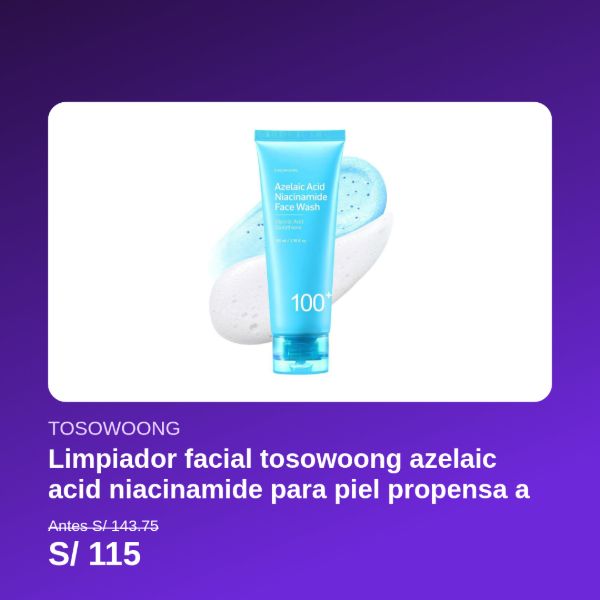 TOSOWOONG
Azelaic Acid
Niacinamide
Face Wash
100+
TOSOWOONG
Limpiador facial tosowoong azelaic
acid niacinamide para piel propensa a
Antes S/ 143.75
S/ 115